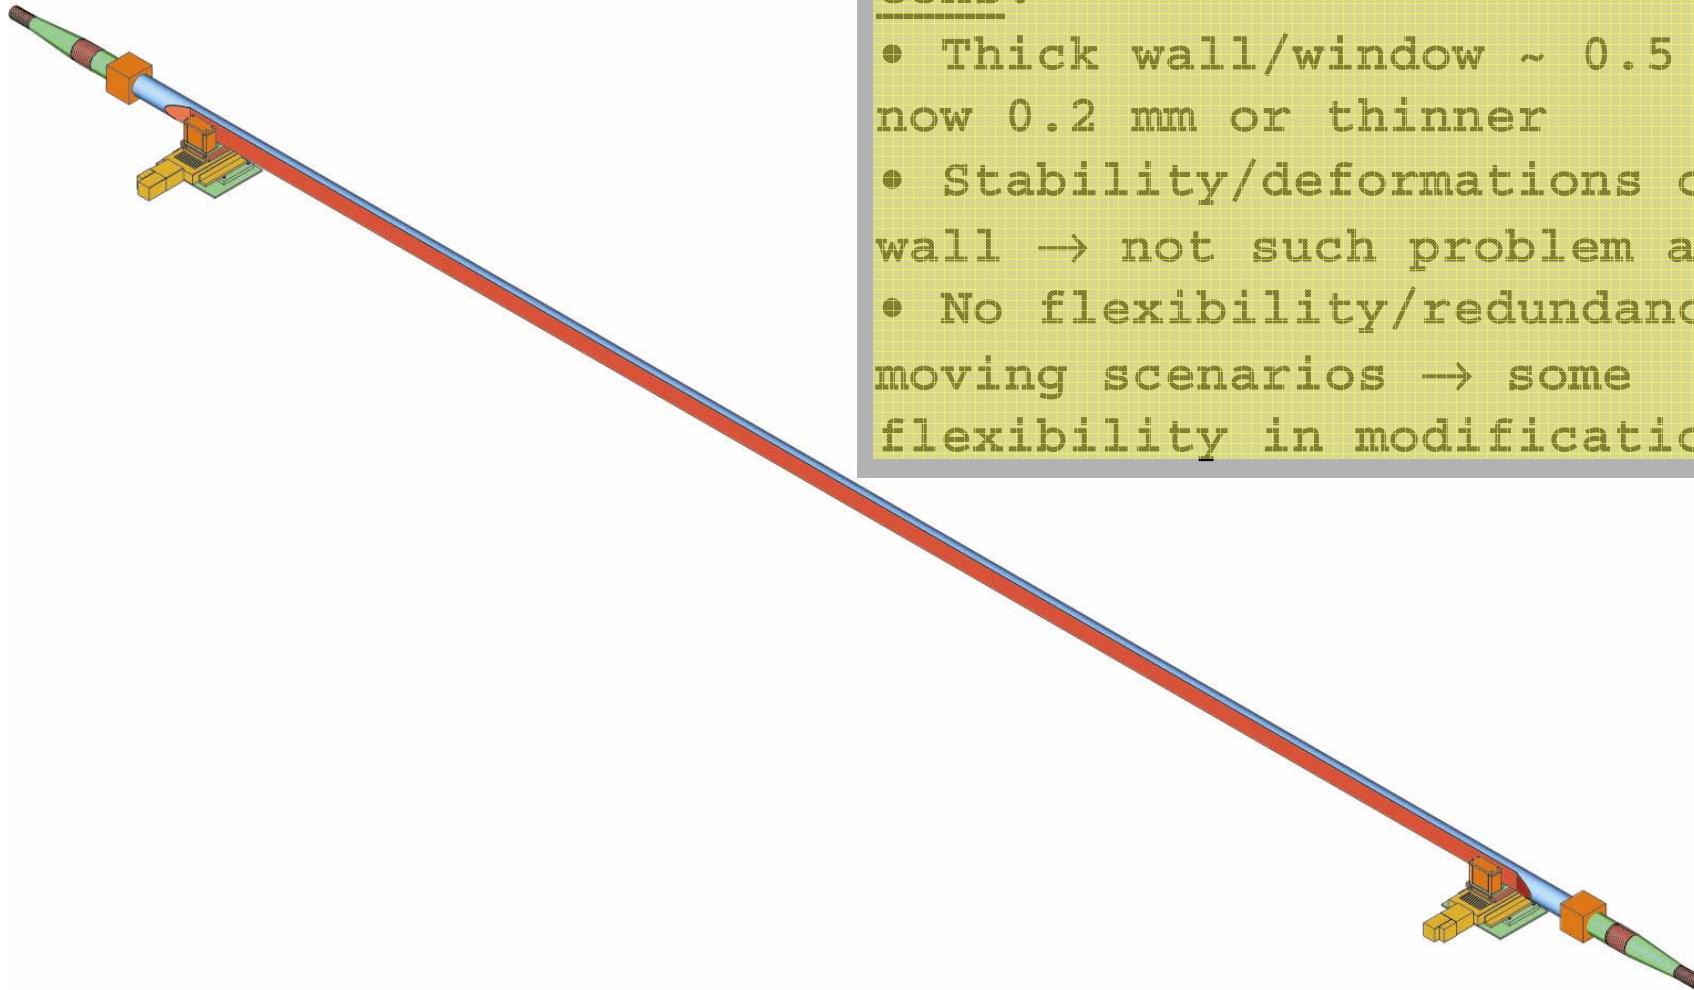 • Thick wall/window ~ 0.5
now 0.2 mm or thinner
• Stability/deformations
wall → not such problem
• No flexibility/redundanc
moving scenarios → some
flexibility in modificatio